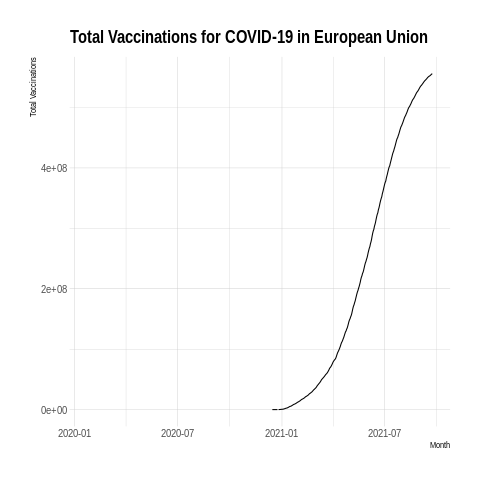 Total Vaccinations for COVID-19 in European Union
Total Vaccinations
4e+08
2e+08
0e+00
2020-01 2020-07 2021-01 2021-07
Month